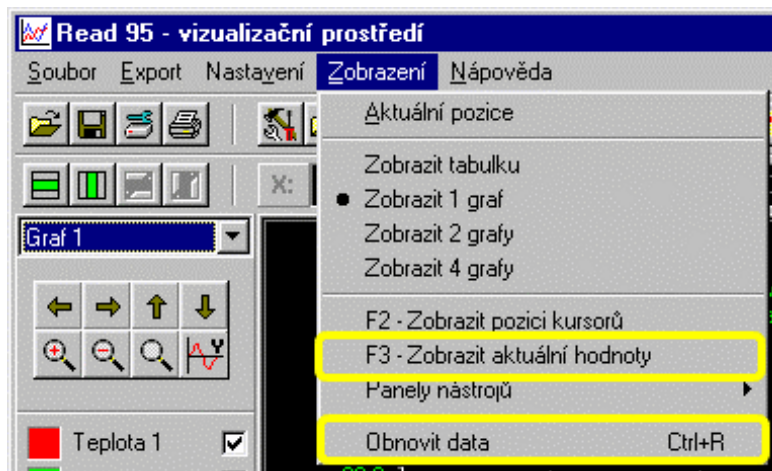 Read 95 - vizualizační prostředí
Soubor Export Nastavení Zobrazení Nápověda
Aktuální pozice
Zobrazit tabulku
X:
Zobrazit 1 graf
Graf 1
Zobrazit 2 grafy
Zobrazit 4 grafy
F2 - Zobrazit pozici kursorů
Y
F3 - Zobrazit aktuální hodnoty
Panely nástrojů
Teplota 1
Obnovit data Ctrl+R